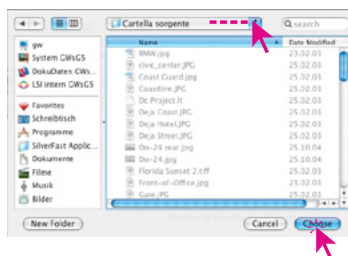 Cartella sorgente
search
Name
Date Modified
gw
System GWsG5
DokuDaten GWs...
LSI intern GWsG5
Favorites
Schreibtisch
Programme
SilverFast Applic...
Dokumente
Filme
Musik
Bilder
BMW.jpg 25.02.03
civic_center.JPG 25.02.03
Coast Guard.jpg 25.02.03
Coastline.JPG 25.02.03
Dc Project.it 25.02.03
Deja Coast.JPG 25.02.03
Deja Hotel.JPG 25.02.03
Deja Street.JPG 25.02.03
Do-24 rear.jpg 25.10.04
Do-24.jpg 25.10.04
Florida Sunset 2.tiff 25.02.03
Front-of-Office.jpg 25.02.03
Gare.JPG 25.02.03
New Folder
Cancel
Choose